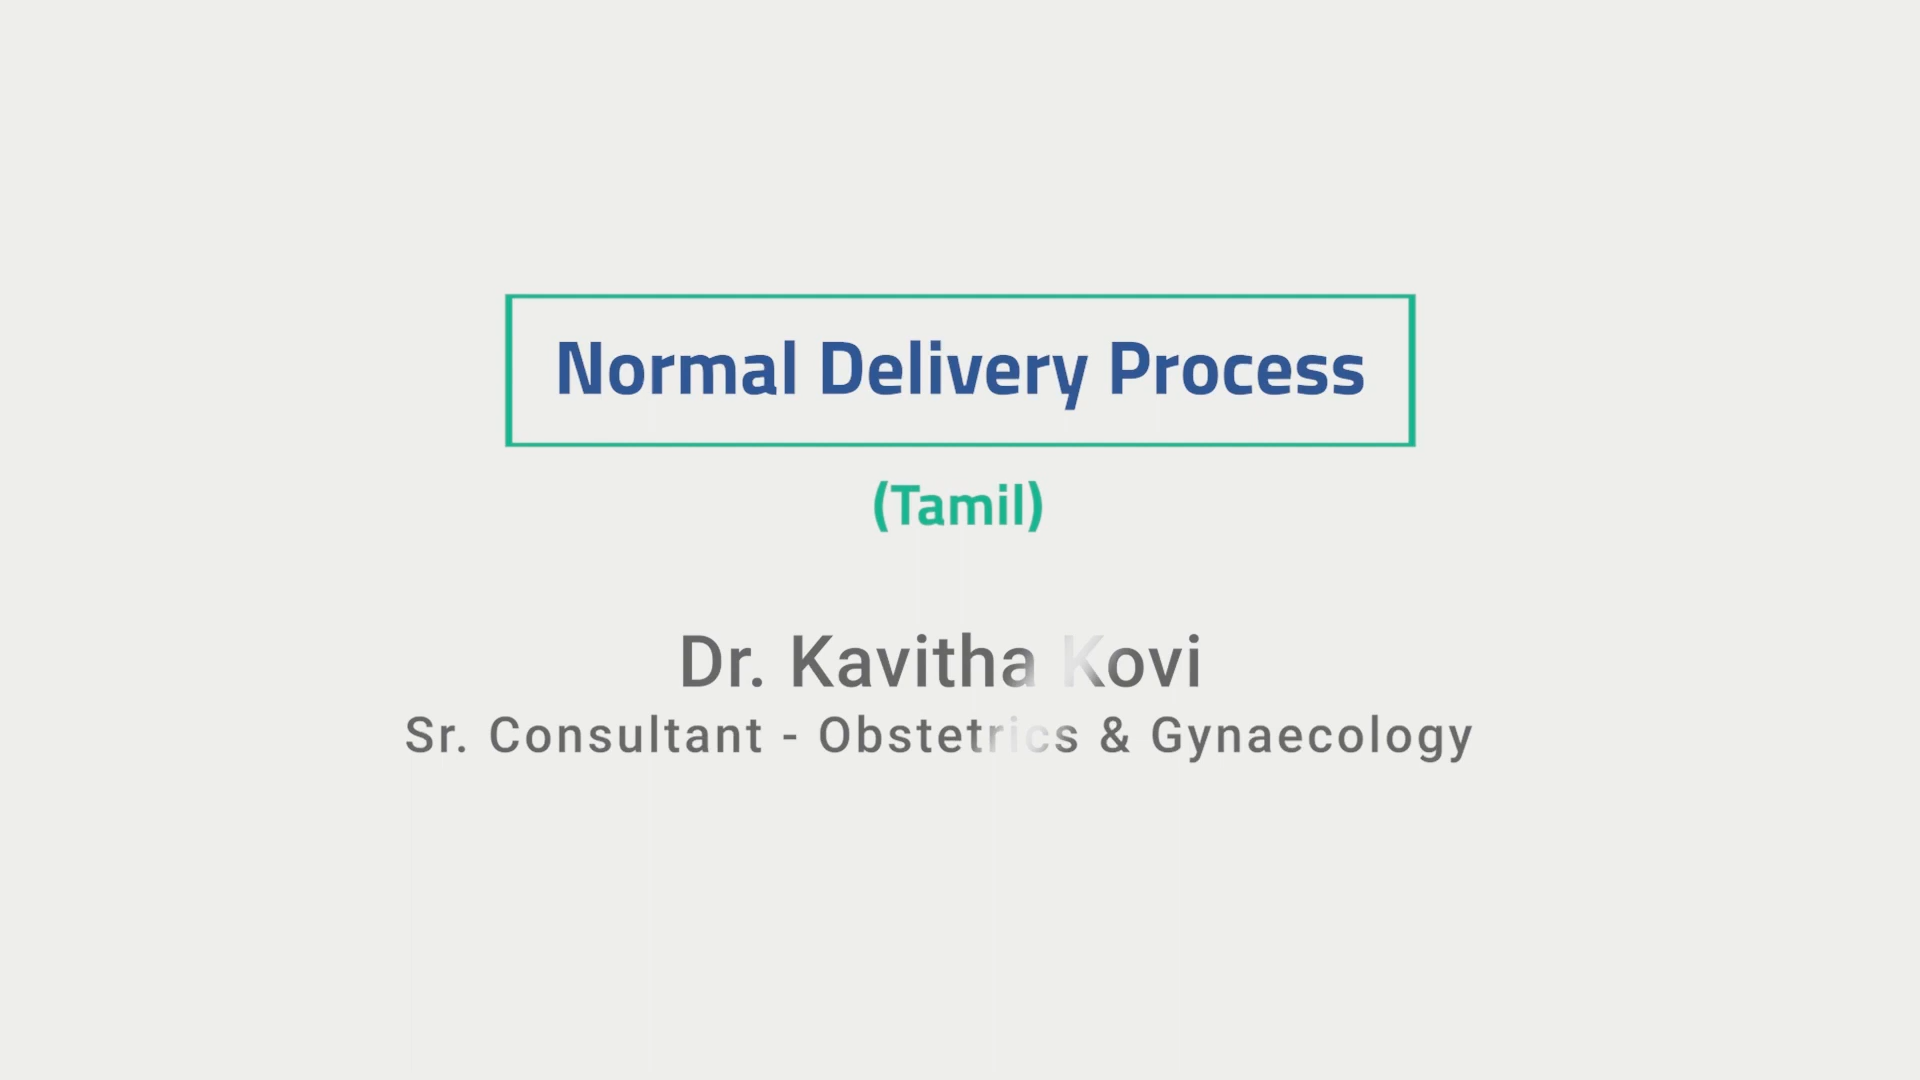 Normal Delivery Process
(Tamil)
Dr. Kavitha Kovi
Sr. Consultant - Obstetrics & Gynaecology